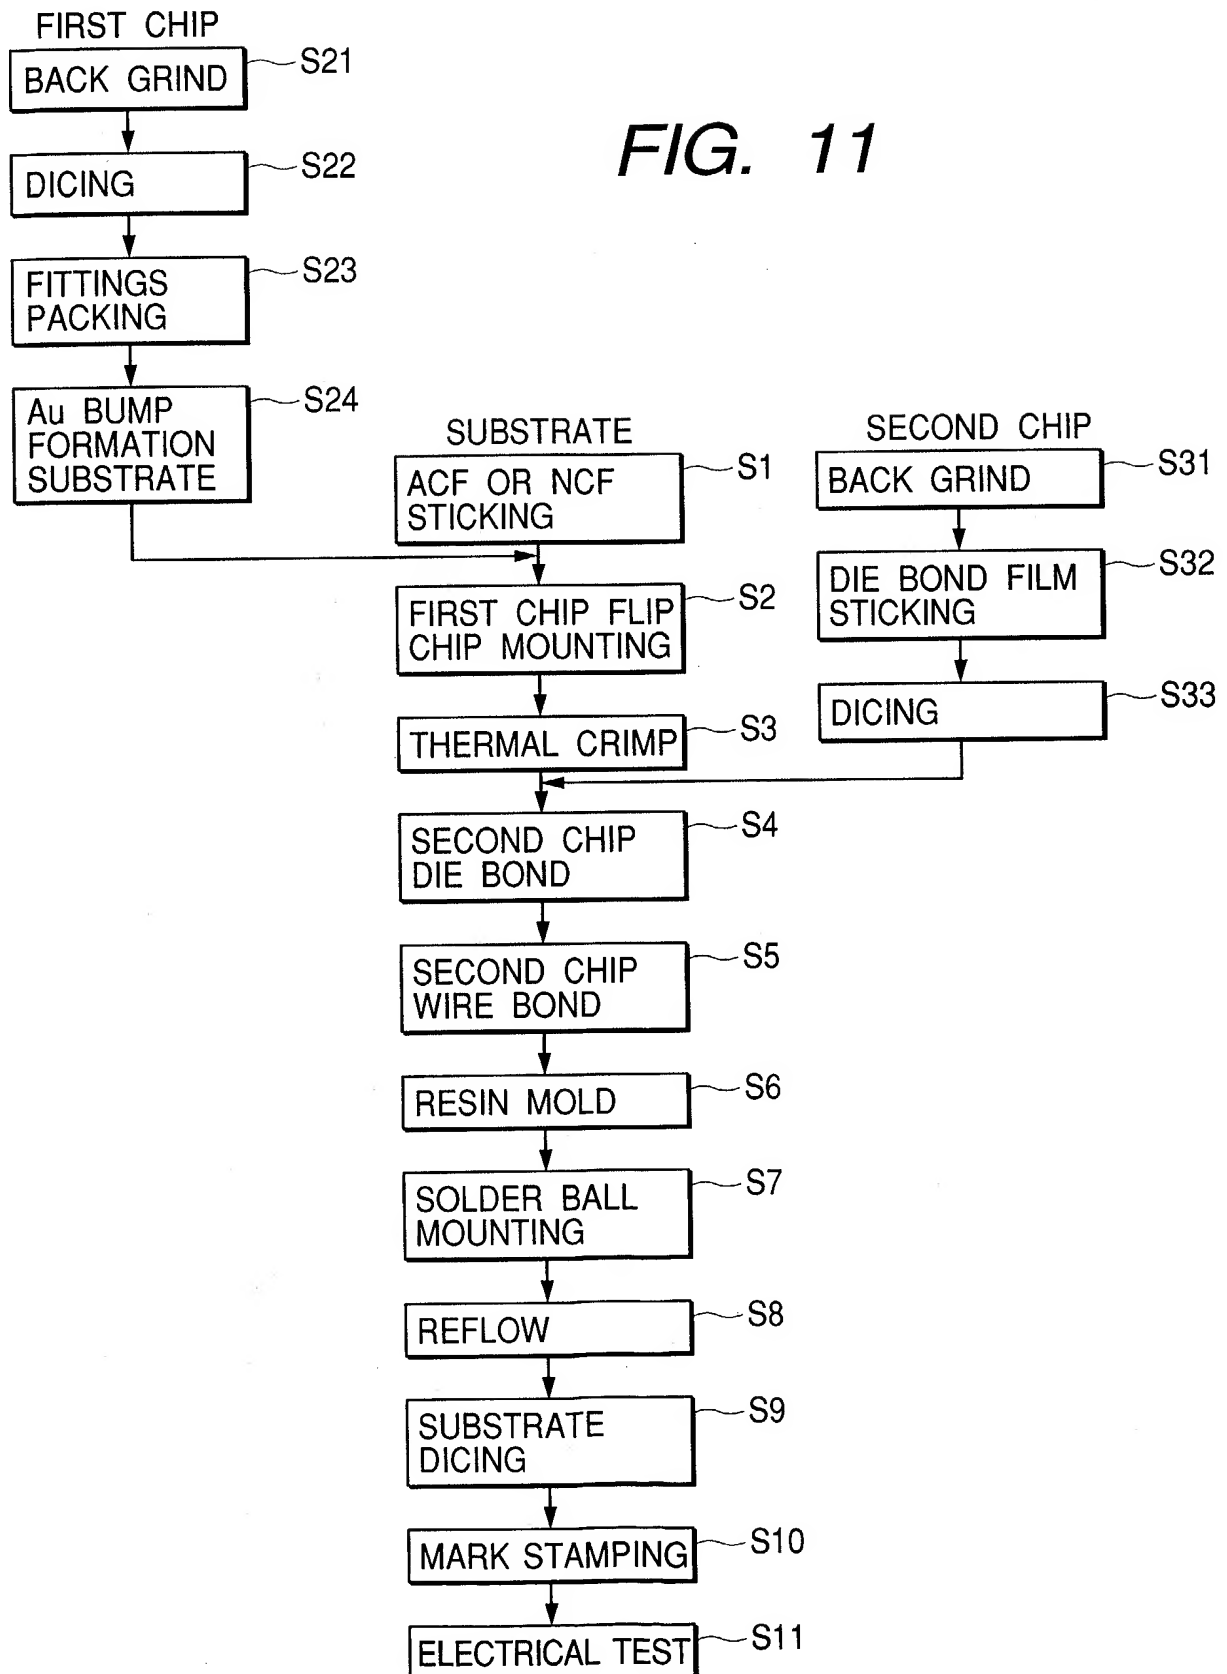 FIG. 11
FIRST CHIP
BACK GRIND
S21
DICING
S22
FITTINGS
PACKING
S23
Au BUMP
FORMATION
SUBSTRATE
S24
SUBSTRATE
ACF OR NCF
STICKING
S1
FIRST CHIP FLIP
CHIP MOUNTING
S2
THERMAL CRIMP
S3
SECOND CHIP
BACK GRIND
S31
DIE BOND FILM
STICKING
S32
DICING
S33
SECOND CHIP
DIE BOND
S4
SECOND CHIP
WIRE BOND
S5
RESIN MOLD
S6
SOLDER BALL
MOUNTING
S7
REFLOW
S8
SUBSTRATE
DICING
S9
MARK STAMPING
S10
ELECTRICAL TEST
S11